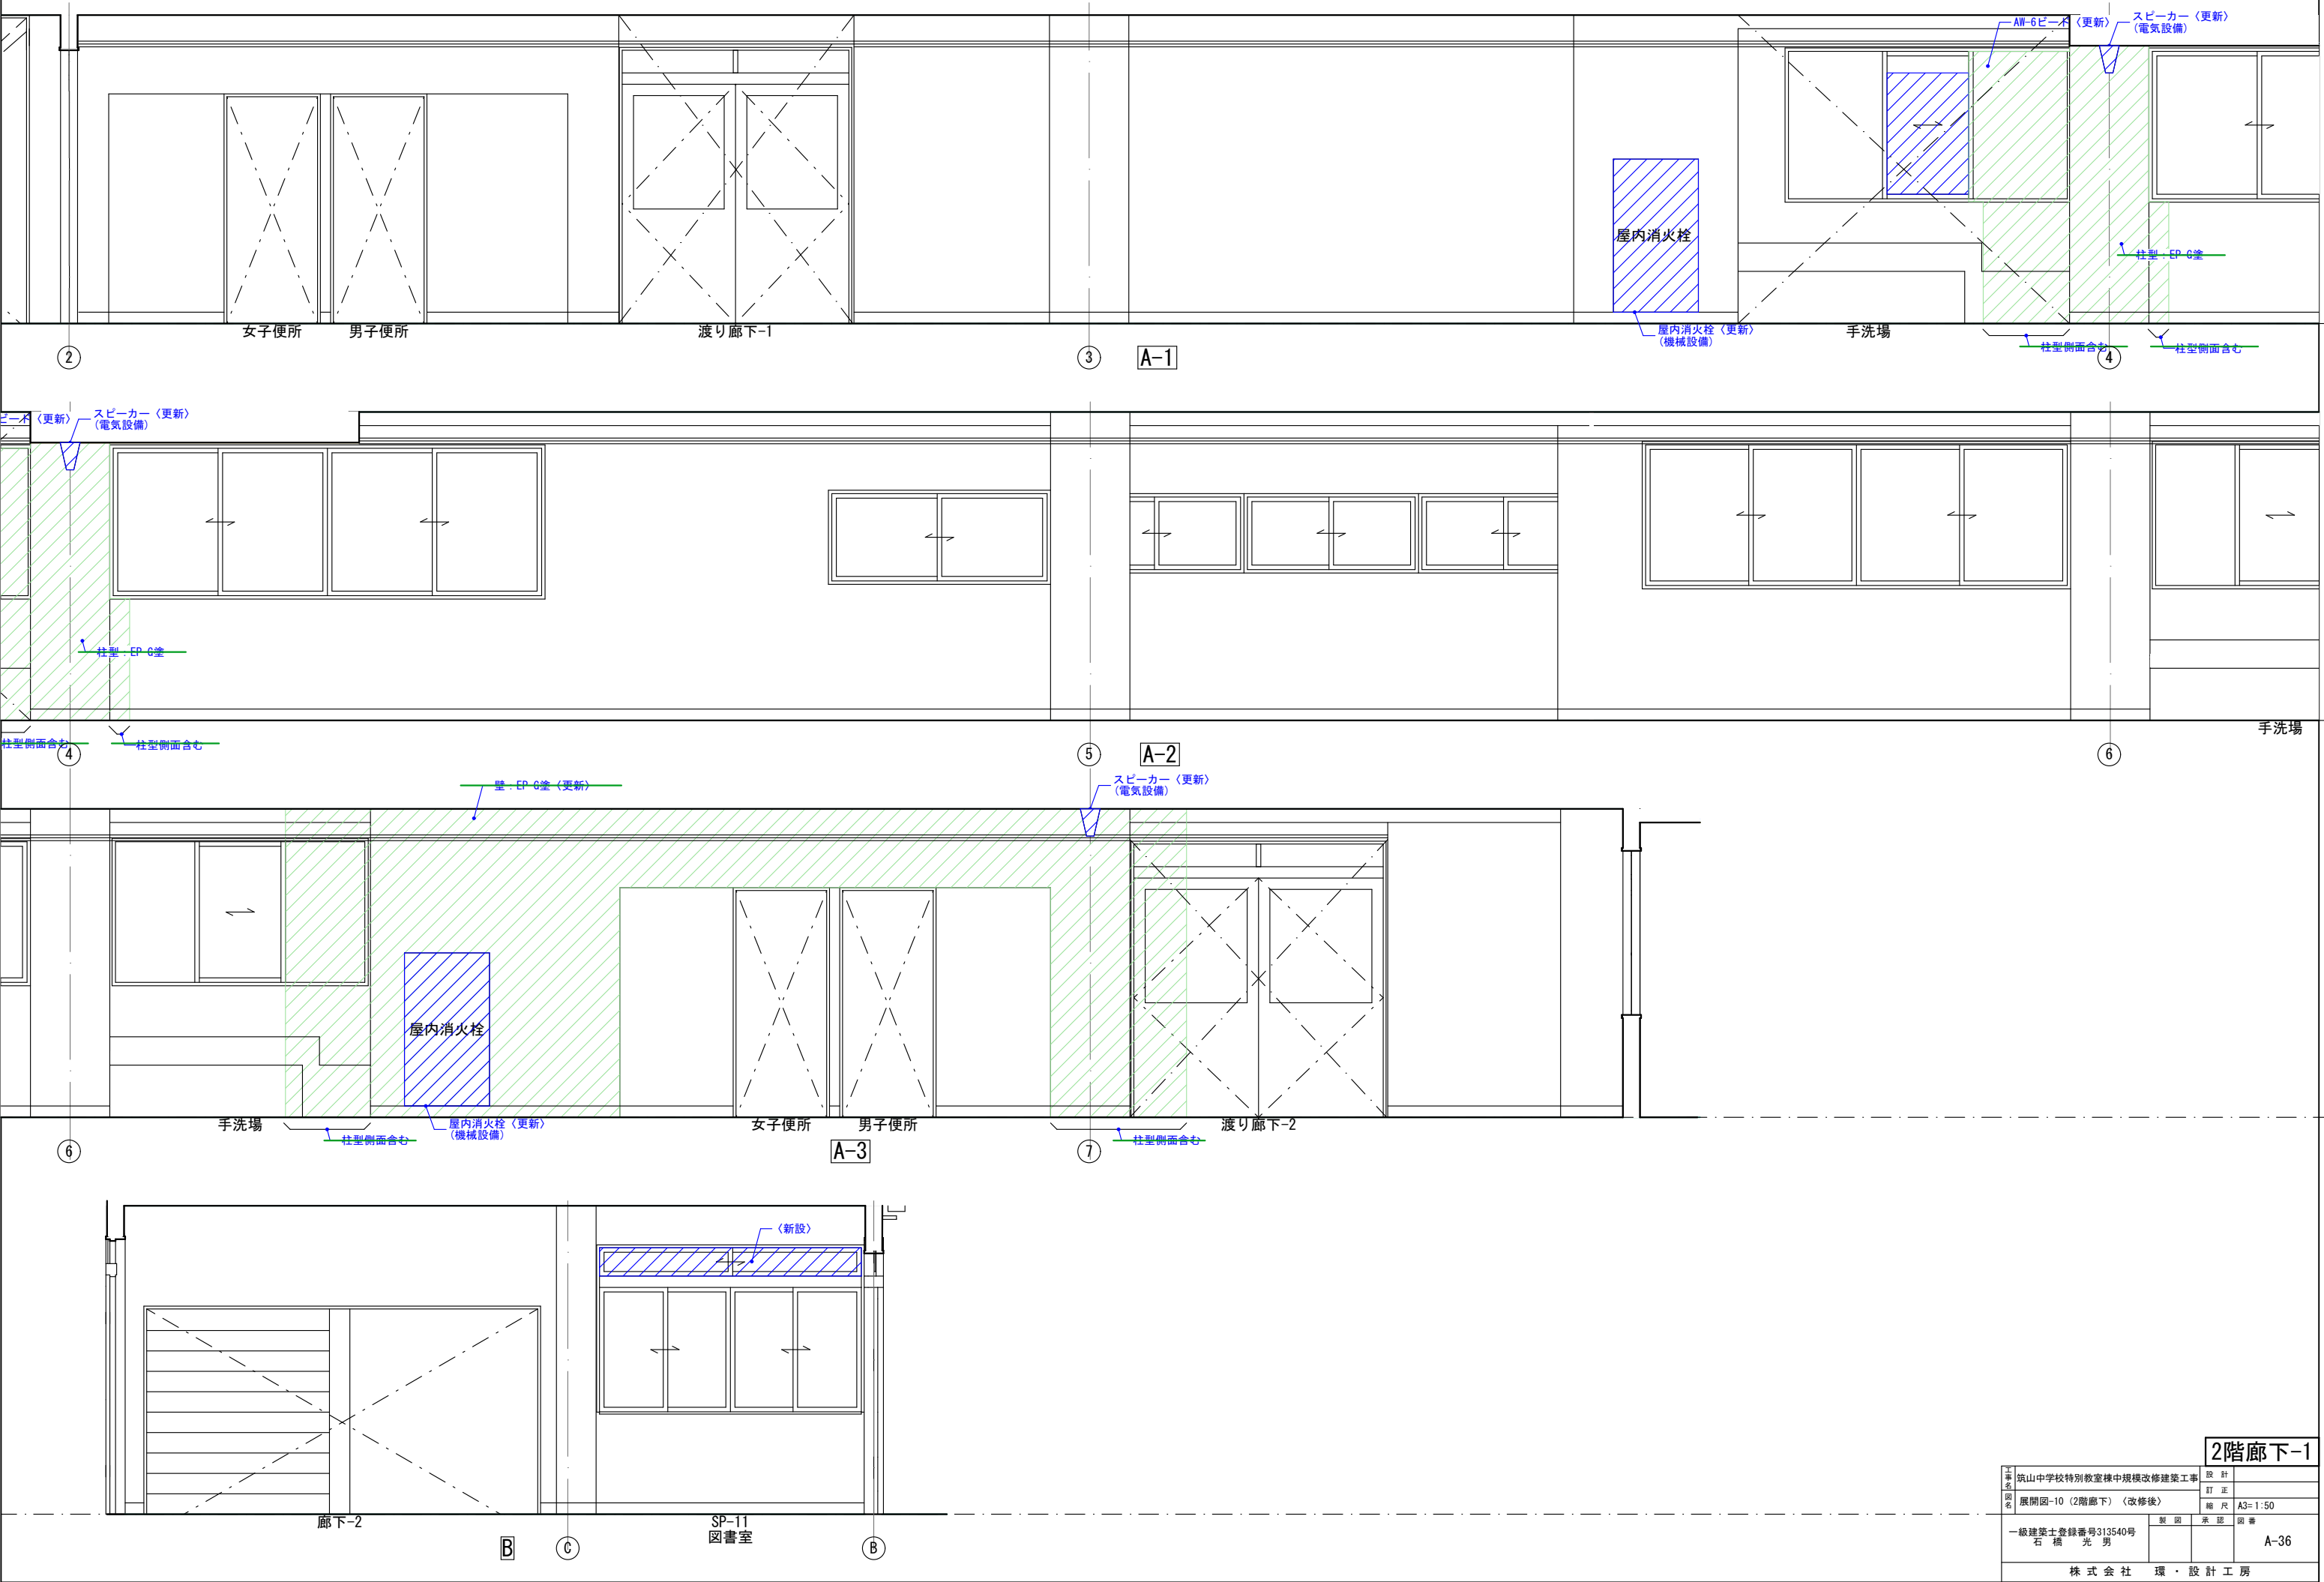 AW-6ビード〈更新〉
スピーカー〈更新〉
(電気設備)
屋内消火栓
柱型：EP-G塗
女子便所
男子便所
渡り廊下-1
屋内消火栓〈更新〉
(機械設備)
手洗場
柱型側面含む
柱型側面含む
2
3
A-1
4
ビード〈更新〉
スピーカー〈更新〉
(電気設備)
柱型：EP-G塗
手洗場
柱型側面含む
柱型側面含む
4
5
A-2
6
壁：EP-G塗〈更新〉
スピーカー〈更新〉
(電気設備)
屋内消火栓
手洗場
屋内消火栓〈更新〉
(機械設備)
女子便所
男子便所
渡り廊下-2
柱型側面含む
柱型側面含む
6
A-3
7
〈新設〉
廊下-2
SP-11
図書室
B
C
B
2階廊下-1
工事名
筑山中学校特別教室棟中規模改修建築工事
設計
訂正
図名
展開図-10（2階廊下）〈改修後〉
縮尺
A3=1:50
一級建築士登録番号313540号
石橋 光男
製図
承認
図番
A-36
株式会社 環・設計工房